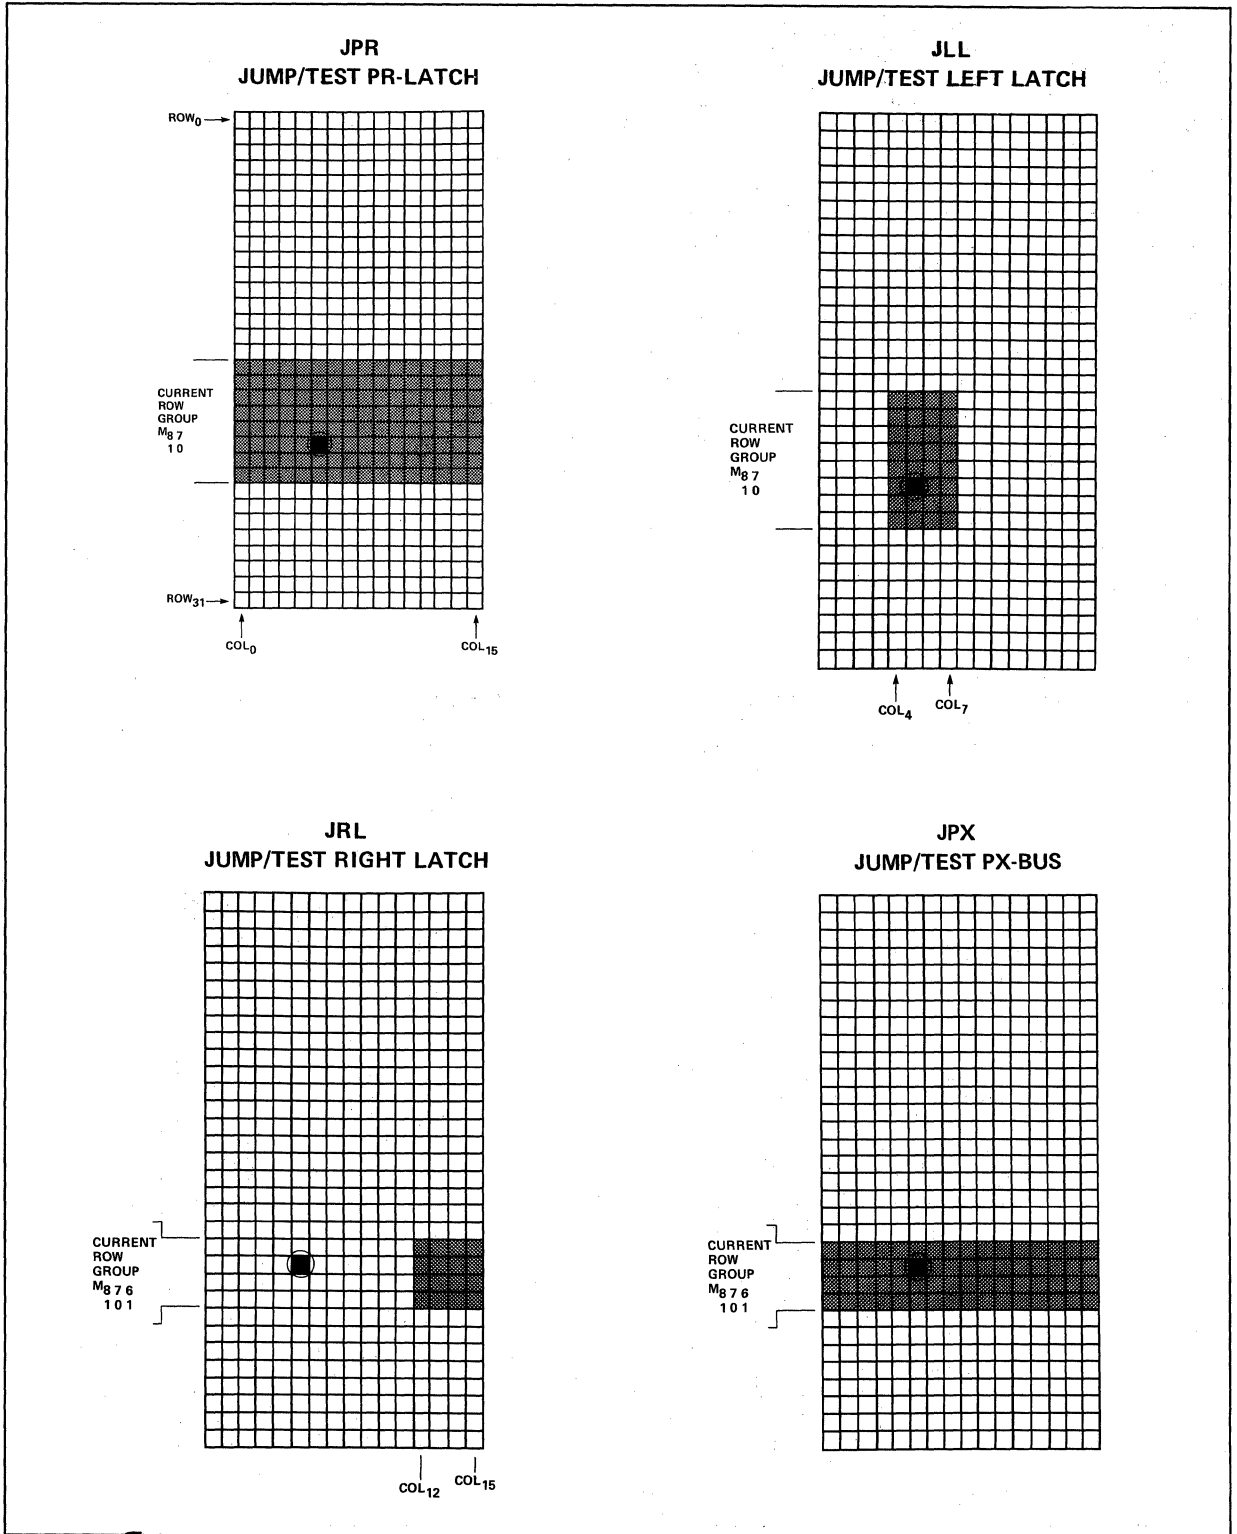 JPR
JUMP/TEST PR-LATCH
ROW0
CURRENT
ROW
GROUP
M8 7
1 0
ROW31
COL0
COL15
JLL
JUMP/TEST LEFT LATCH
CURRENT
ROW
GROUP
M8 7
1 0
COL4
COL7
JRL
JUMP/TEST RIGHT LATCH
CURRENT
ROW
GROUP
M8 7 6
1 0 1
COL12
COL15
JPX
JUMP/TEST PX-BUS
CURRENT
ROW
GROUP
M8 7 6
1 0 1